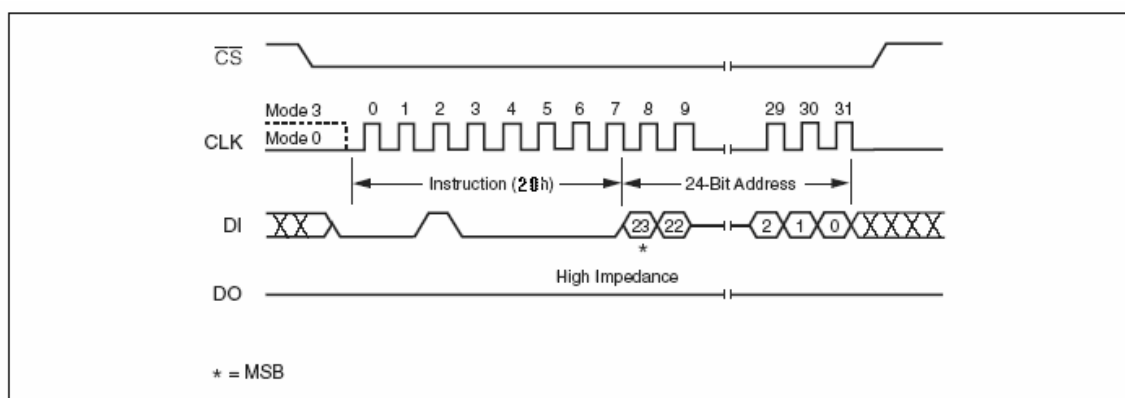 CS
Mode 3 0 1 2 3 4 5 6 7 8 9 29 30 31
CLK Mode 0
Instruction (20h) 24-Bit Address
DI 23 22 2 1 0
*
High Impedance
DO
* = MSB